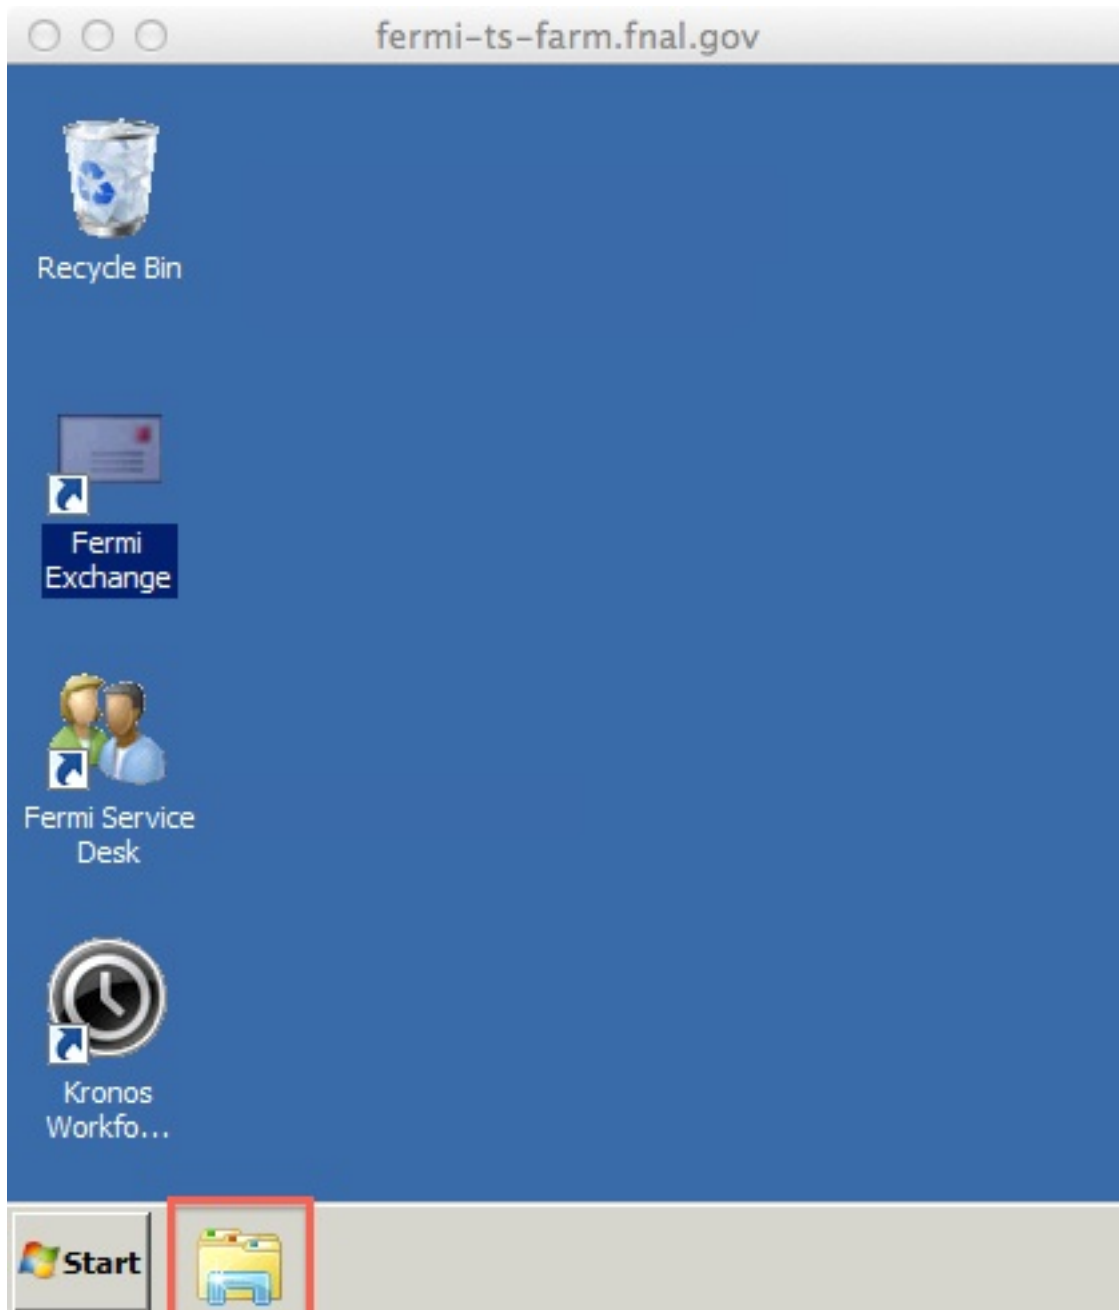 fermi-ts-farm.fnal.gov
Recycle Bin
Fermi
Exchange
Fermi Service
Desk
Kronos
Workfo...
Start